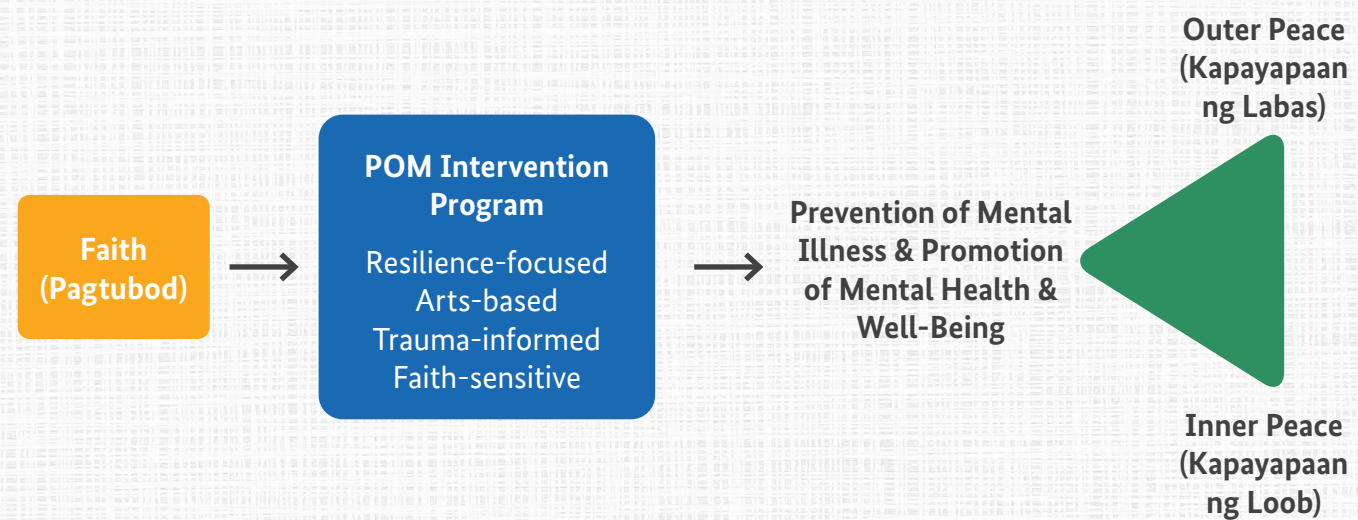 Faith
(Pagtubod)
POM Intervention
Program
Resilience-focused
Arts-based
Trauma-informed
Faith-sensitive
Prevention of Mental
Illness & Promotion
of Mental Health &
Well-Being
Outer Peace
(Kapayapaan
ng Labas)
Inner Peace
(Kapayapaan
ng Loob)